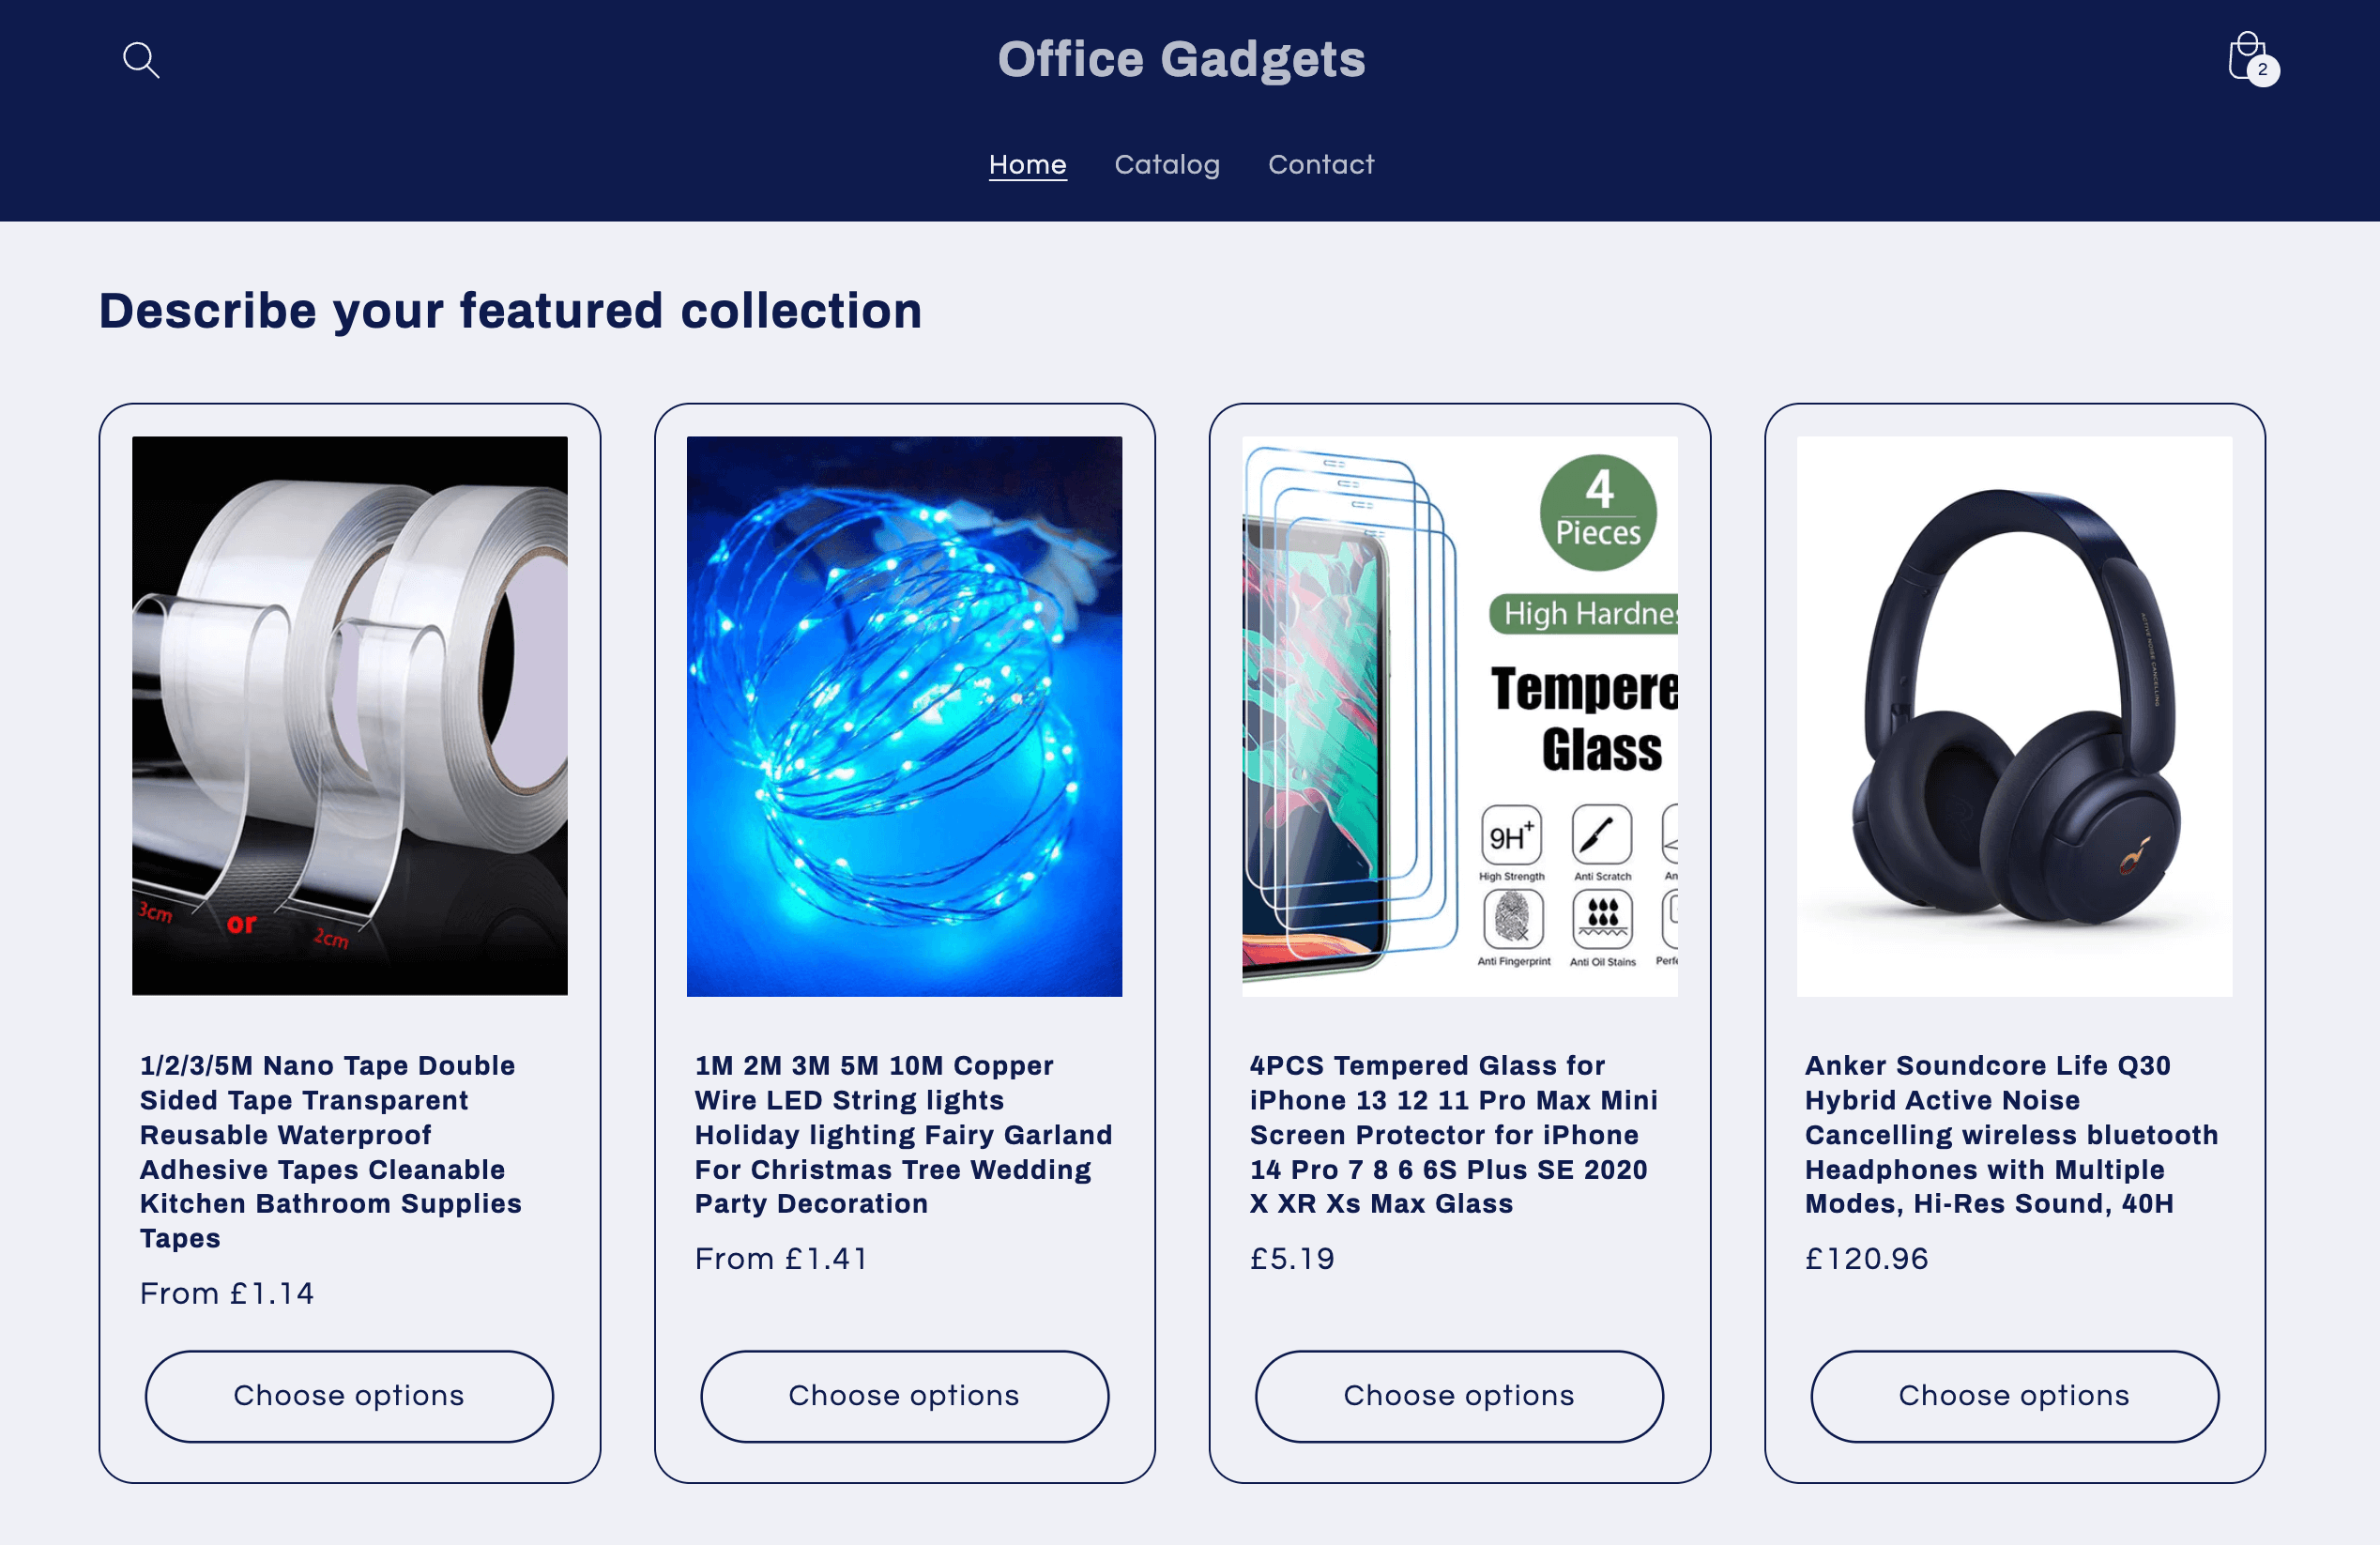 Office Gadgets
2
Home Catalog Contact
Describe your featured collection
3cm or 2cm
4
Pieces
High Hardnes
Tempere
Glass
9H+
High Strength Anti Scratch An
Anti Fingerprint Anti Oil Stains Perfe
ACTIVE NOISE CANCELLING
1/2/3/5M Nano Tape Double
Sided Tape Transparent
Reusable Waterproof
Adhesive Tapes Cleanable
Kitchen Bathroom Supplies
Tapes
From £1.14
Choose options
1M 2M 3M 5M 10M Copper
Wire LED String lights
Holiday lighting Fairy Garland
For Christmas Tree Wedding
Party Decoration
From £1.41
Choose options
4PCS Tempered Glass for
iPhone 13 12 11 Pro Max Mini
Screen Protector for iPhone
14 Pro 7 8 6 6S Plus SE 2020
X XR Xs Max Glass
£5.19
Choose options
Anker Soundcore Life Q30
Hybrid Active Noise
Cancelling wireless bluetooth
Headphones with Multiple
Modes, Hi-Res Sound, 40H
£120.96
Choose options